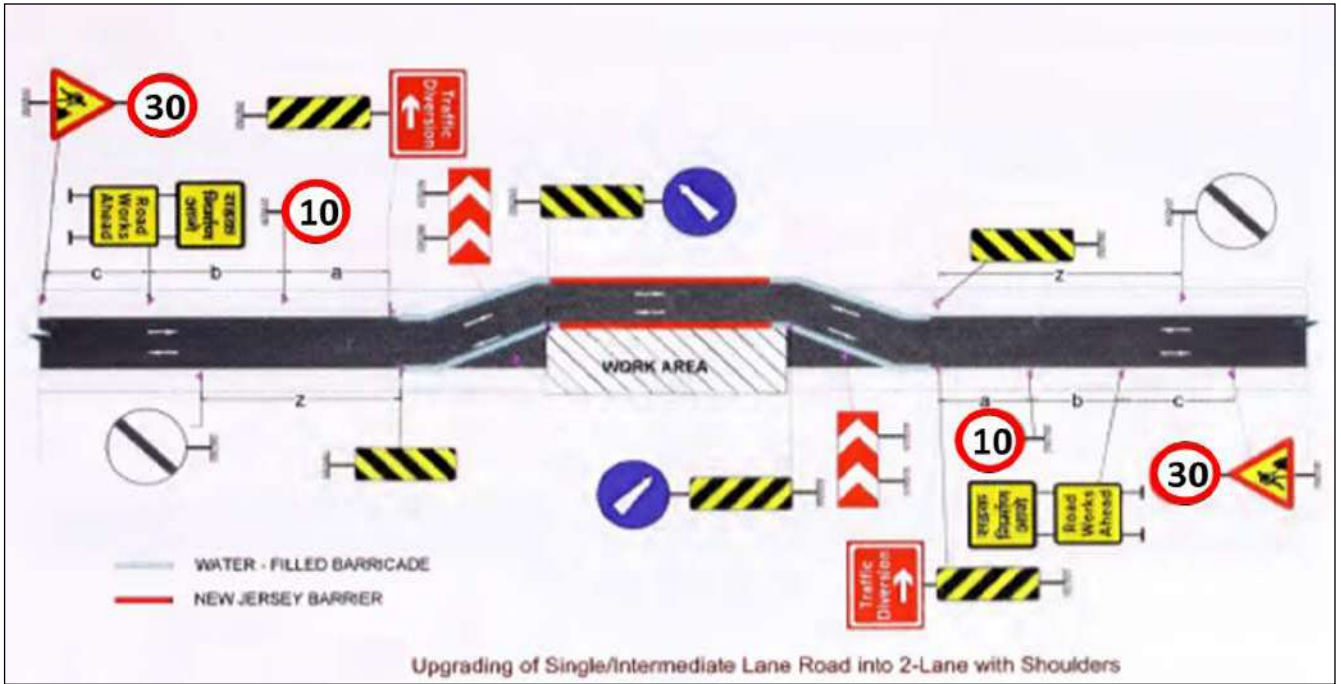 30
Traffic
Diversion
Road
Works
Ahead
10
c
b
a
z
WORK AREA
z
a
b
c
10
30
Road
Works
Ahead
Traffic
Diversion
WATER - FILLED BARRICADE
NEW JERSEY BARRIER
Upgrading of Single/Intermediate Lane Road into 2-Lane with Shoulders